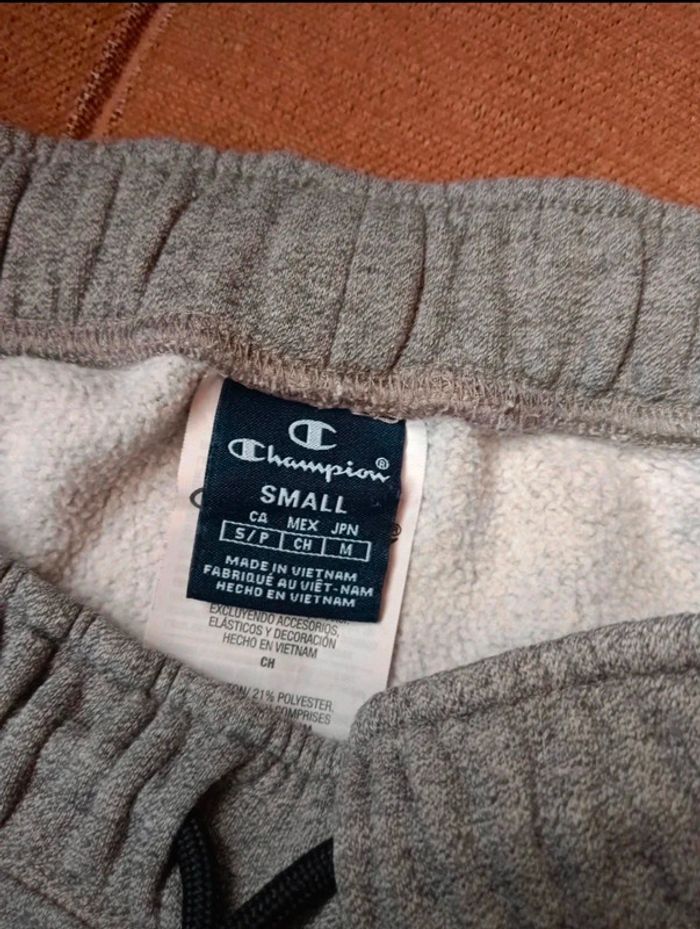 Champion®
SMALL
CA MEX JPN
S/P CH M
MADE IN VIETNAM
FABRIQUÉ AU VIÊT-NAM
HECHO EN VIETNAM
EXCLUYENDO ACCESORIOS,
ELÁSTICOS Y DECORACIÓN
HECHO EN VIETNAM
CH
21% POLYESTER.
COMPRISES